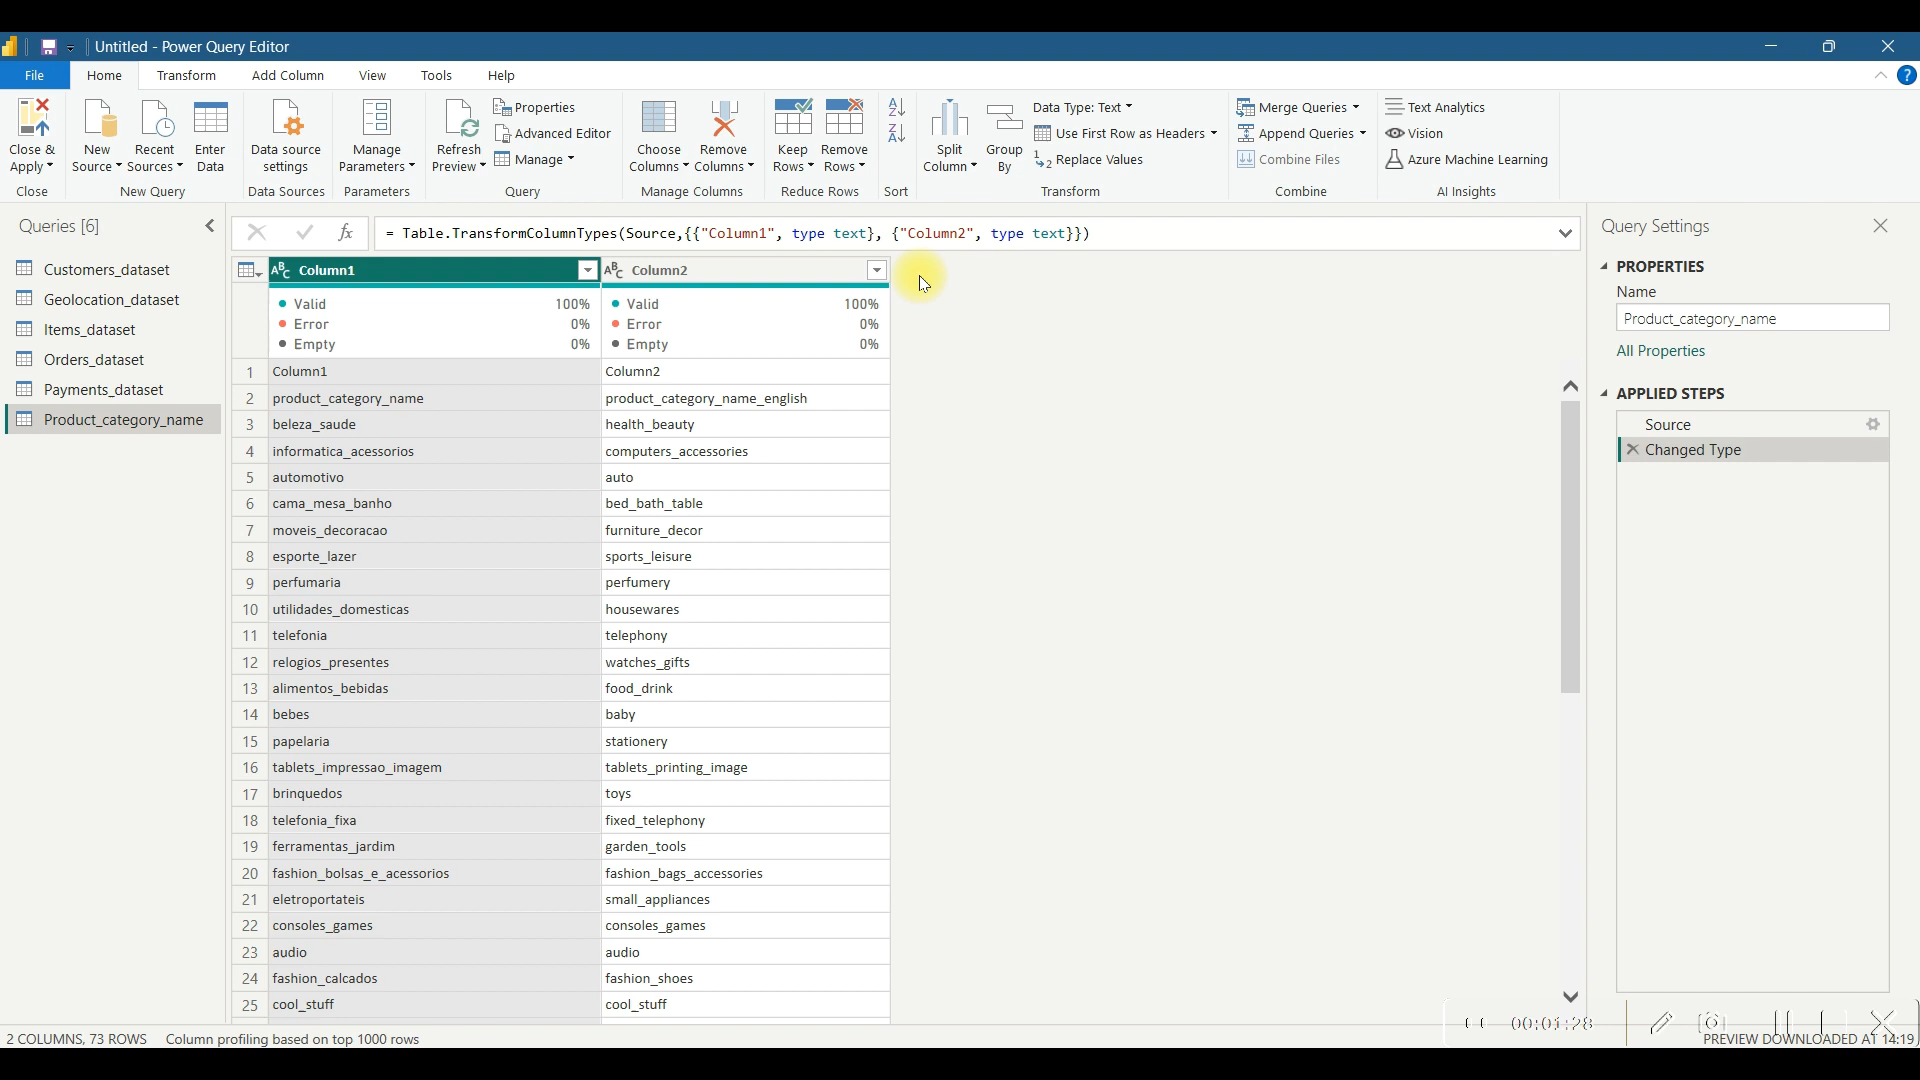 Untitled - Power Query Editor
File Home Transform Add Column View Tools Help
Close & Apply
New Source
Recent Sources
Enter Data
Data source settings
Manage Parameters
Refresh Preview
Properties
Advanced Editor
Manage
Choose Columns
Remove Columns
Keep Rows
Remove Rows
Split Column
Group By
Data Type: Text
Use First Row as Headers
Replace Values
Merge Queries
Append Queries
Combine Files
Text Analytics
Vision
Azure Machine Learning
Close New Query Data Sources Parameters Query Manage Columns Reduce Rows Sort Transform Combine AI Insights
Queries [6]
Customers_dataset
Geolocation_dataset
Items_dataset
Orders_dataset
Payments_dataset
Product_category_name
= Table.TransformColumnTypes(Source,{{"Column1", type text}, {"Column2", type text}})
Column1 Column2
Valid 100% Valid 100%
Error 0% Error 0%
Empty 0% Empty 0%
1 Column1 Column2
2 product_category_name product_category_name_english
3 beleza_saude health_beauty
4 informatica_acessorios computers_accessories
5 automotivo auto
6 cama_mesa_banho bed_bath_table
7 moveis_decoracao furniture_decor
8 esporte_lazer sports_leisure
9 perfumaria perfumery
10 utilidades_domesticas housewares
11 telefonia telephony
12 relogios_presentes watches_gifts
13 alimentos_bebidas food_drink
14 bebes baby
15 papelaria stationery
16 tablets_impressao_imagem tablets_printing_image
17 brinquedos toys
18 telefonia_fixa fixed_telephony
19 ferramentas_jardim garden_tools
20 fashion_bolsas_e_acessorios fashion_bags_accessories
21 eletroportateis small_appliances
22 consoles_games consoles_games
23 audio audio
24 fashion_calcados fashion_shoes
25 cool_stuff cool_stuff
Query Settings
PROPERTIES
Name
Product_category_name
All Properties
APPLIED STEPS
Source
Changed Type
00:01:28
2 COLUMNS, 73 ROWS Column profiling based on top 1000 rows
PREVIEW DOWNLOADED AT 14:19